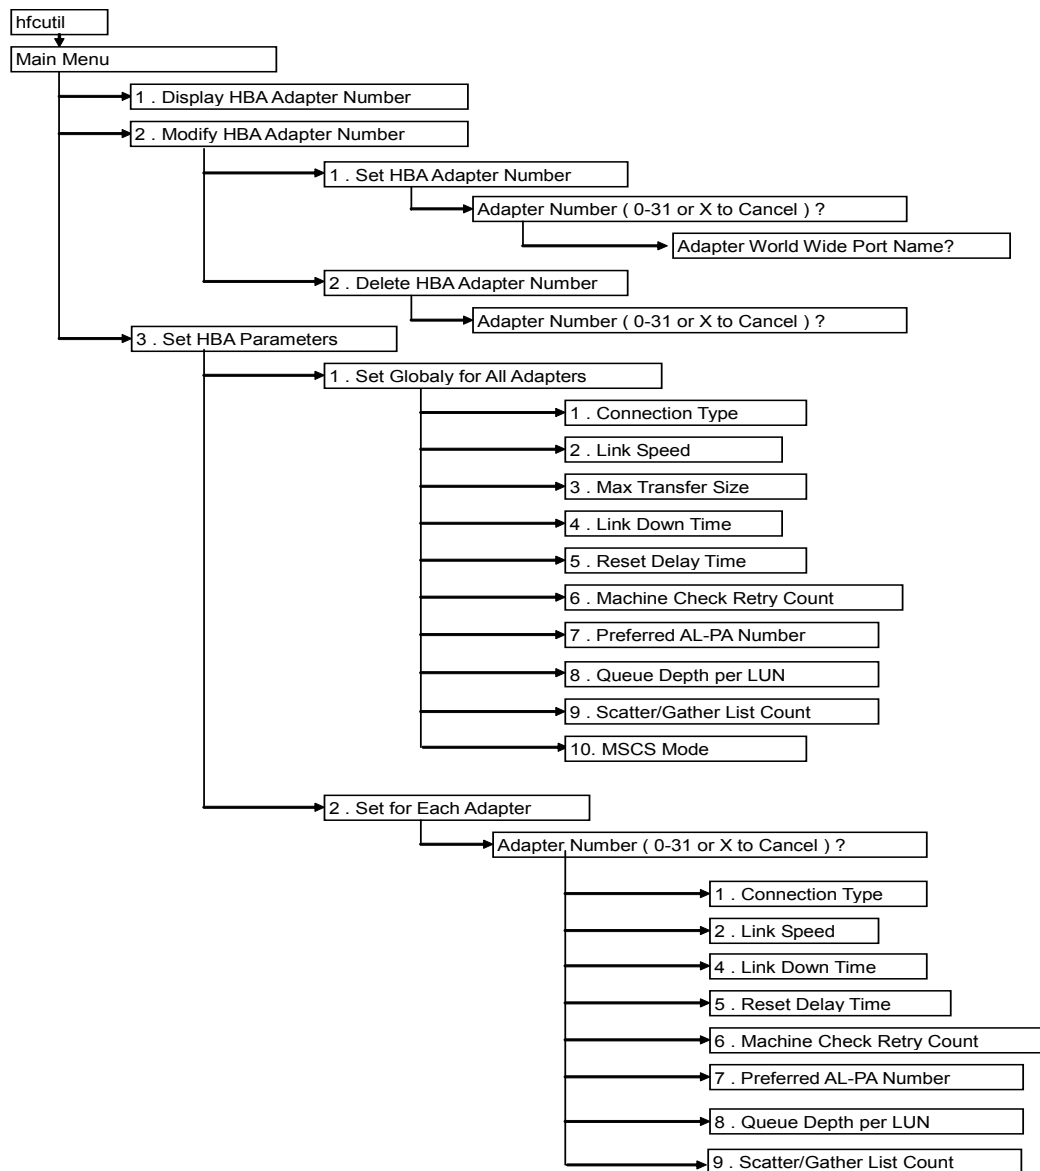 hfcutil
Main Menu
1 . Display HBA Adapter Number
2 . Modify HBA Adapter Number
1 . Set HBA Adapter Number
Adapter Number ( 0-31 or X to Cancel ) ?
Adapter World Wide Port Name?
2 . Delete HBA Adapter Number
Adapter Number ( 0-31 or X to Cancel ) ?
3 . Set HBA Parameters
1 . Set Globaly for All Adapters
1 . Connection Type
2 . Link Speed
3 . Max Transfer Size
4 . Link Down Time
5 . Reset Delay Time
6 . Machine Check Retry Count
7 . Preferred AL-PA Number
8 . Queue Depth per LUN
9 . Scatter/Gather List Count
10. MSCS Mode
2 . Set for Each Adapter
Adapter Number ( 0-31 or X to Cancel ) ?
1 . Connection Type
2 . Link Speed
4 . Link Down Time
5 . Reset Delay Time
6 . Machine Check Retry Count
7 . Preferred AL-PA Number
8 . Queue Depth per LUN
9 . Scatter/Gather List Count